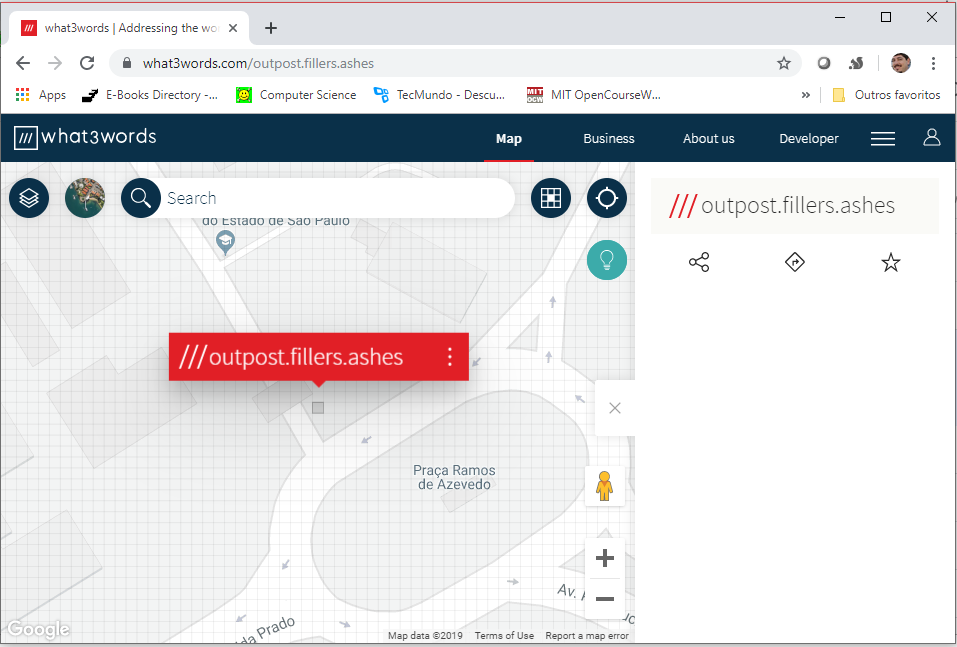 what3words | Addressing the wo
what3words.com/outpost.fillers.ashes
Apps
E-Books Directory -...
Computer Science
TecMundo - Descu...
MIT OpenCourseW...
»
Outros favoritos
/// what3words
Map
Business
About us
Developer
Search
do Estado de São Paulo
///outpost.fillers.ashes
///outpost.fillers.ashes
Praça Ramos
de Azevedo
Av.
da Prado
Google
Map data ©2019
Terms of Use
Report a map error